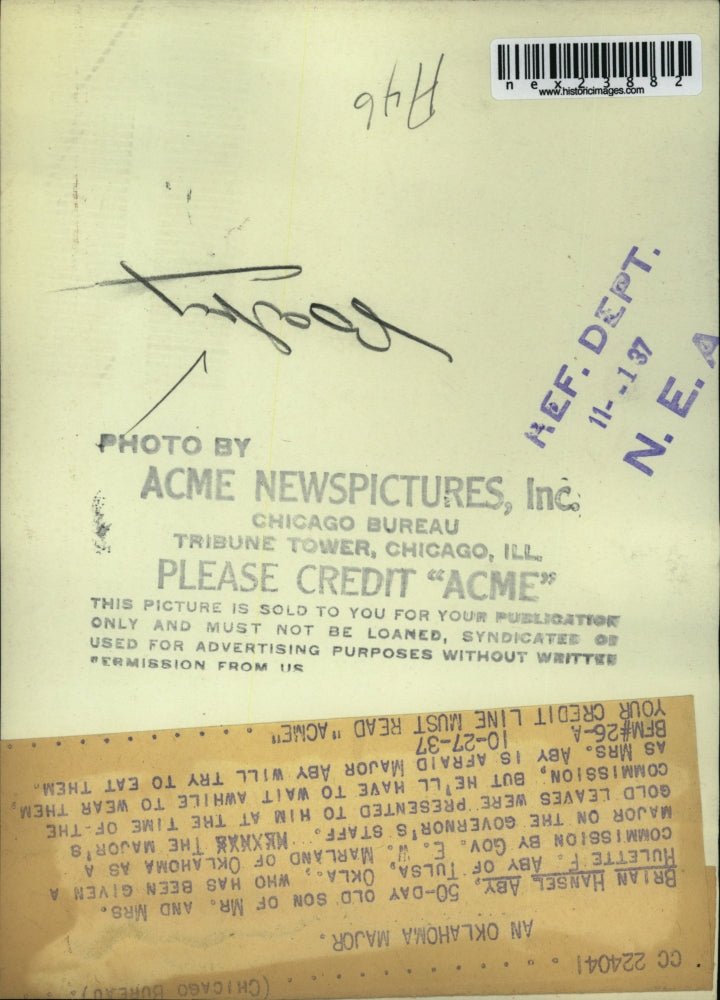 nex23882
www.historicimages.com
A46
REF. DEPT.
11--137
N. E. A
PHOTO BY
ACME NEWSPICTURES, Inc.
CHICAGO BUREAU
TRIBUNE TOWER, CHICAGO, ILL.
PLEASE CREDIT "ACME"
THIS PICTURE IS SOLD TO YOU FOR YOUR PUBLICATION
ONLY AND MUST NOT BE LOANED, SYNDICATED OR
USED FOR ADVERTISING PURPOSES WITHOUT WRITTEN
PERMISSION FROM US
CC 224041 . . . . . . . . . . (CHICAGO BUREAU). .
AN OKLAHOMA MAJOR.
BRIAN HANSEL ABY, 50-DAY OLD SON OF MR. AND MRS.
HULETTE F. ABY OF TULSA, OKLA., WHO HAS BEEN GIVEN A
COMMISSION BY GOV. E. W. MARLAND OF OKLAHOMA AS A
MAJOR ON THE GOVERNOR'S STAFF. THE MAJOR'S
GOLD LEAVES WERE PRESENTED TO HIM AT THE TIME OF THE
COMMISSION, BUT HE'LL HAVE TO WAIT AWHILE TO WEAR THEM,
AS MRS. ABY IS AFRAID MAJOR ABY WILL TRY TO EAT THEM.
BFM#26-A 10-27-37
YOUR CREDIT LINE MUST READ "ACME" . . . . . . . . . .